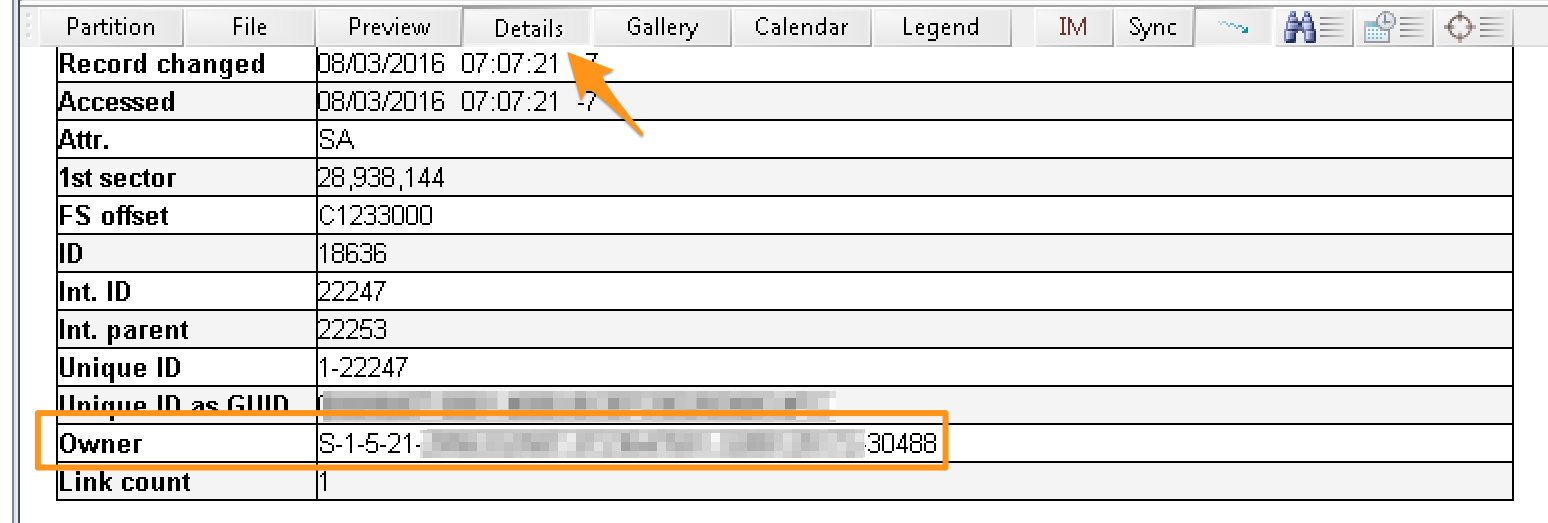 Partition File Preview Details Gallery Calendar Legend IM Sync
Record changed 08/03/2016 07:07:21 -7
Accessed 08/03/2016 07:07:21 -7
Attr. SA
1st sector 28,938,144
FS offset C1233000
ID 18636
Int. ID 22247
Int. parent 22253
Unique ID 1-22247
Unique ID as GUID
Owner S-1-5-21- -30488
Link count 1